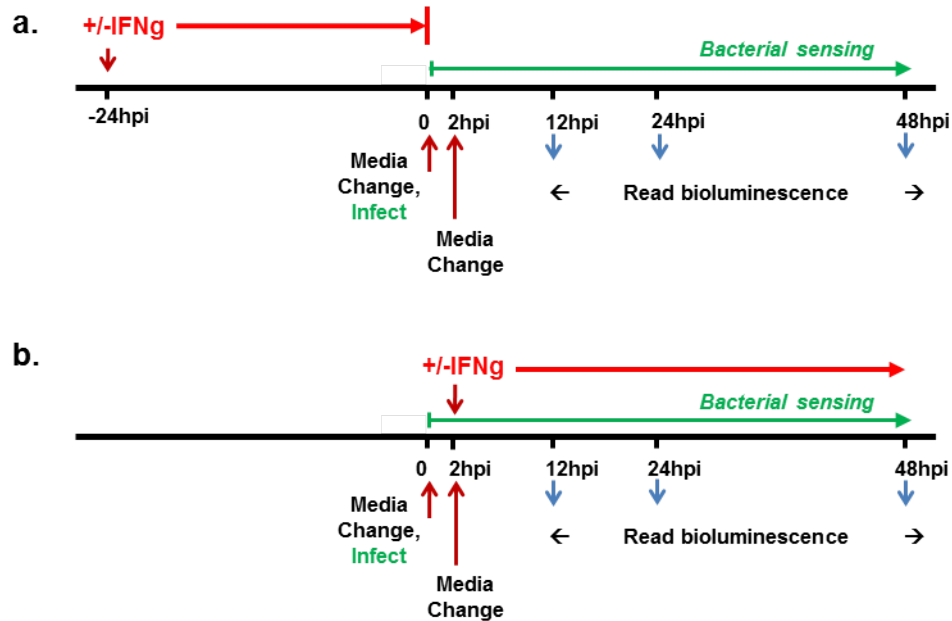 a.
+/-IFNg
Bacterial sensing
-24hpi
0
2hpi
12hpi
24hpi
48hpi
Media
Change,
Infect
Read bioluminescence
Media
Change
b.
+/-IFNg
Bacterial sensing
0
2hpi
12hpi
24hpi
48hpi
Media
Change,
Infect
Read bioluminescence
Media
Change